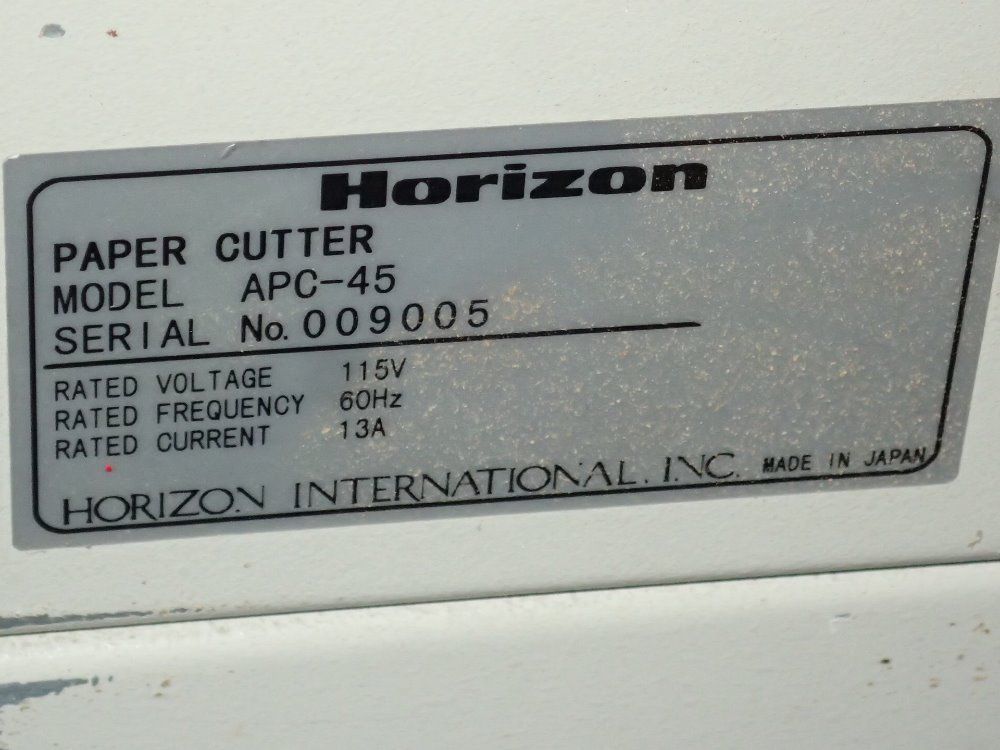 Horizon
PAPER CUTTER
MODEL APC-45
SERIAL No. 009005
RATED VOLTAGE 115V
RATED FREQUENCY 60Hz
RATED CURRENT 13A
HORIZON INTERNATIONAL. INC. MADE IN JAPAN